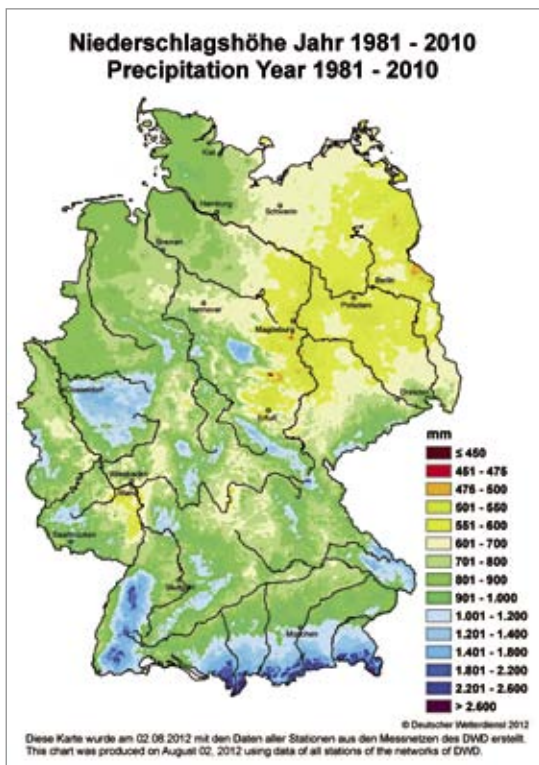 Niederschlagshöhe Jahr 1981 - 2010
Precipitation Year 1981 - 2010
Kiel
Hamburg
Schwerin
Bremen
Berlin
Hannover
Potsdam
Magdeburg
Düsseldorf
Dresden
Erfurt
Wiesbaden
Mainz
Saarbrücken
München
mm
≤ 450
451 - 475
475 - 500
501 - 550
551 - 600
601 - 700
701 - 800
801 - 900
901 - 1.000
1.001 - 1.200
1.201 - 1.400
1.401 - 1.800
1.801 - 2.200
2.201 - 2.600
> 2.600
© Deutscher Wetterdienst 2012
Diese Karte wurde am 02.08.2012 mit den Daten aller Stationen aus den Messnetzen des DWD erstellt.
This chart was produced on August 02, 2012 using data of all stations of the networks of DWD.